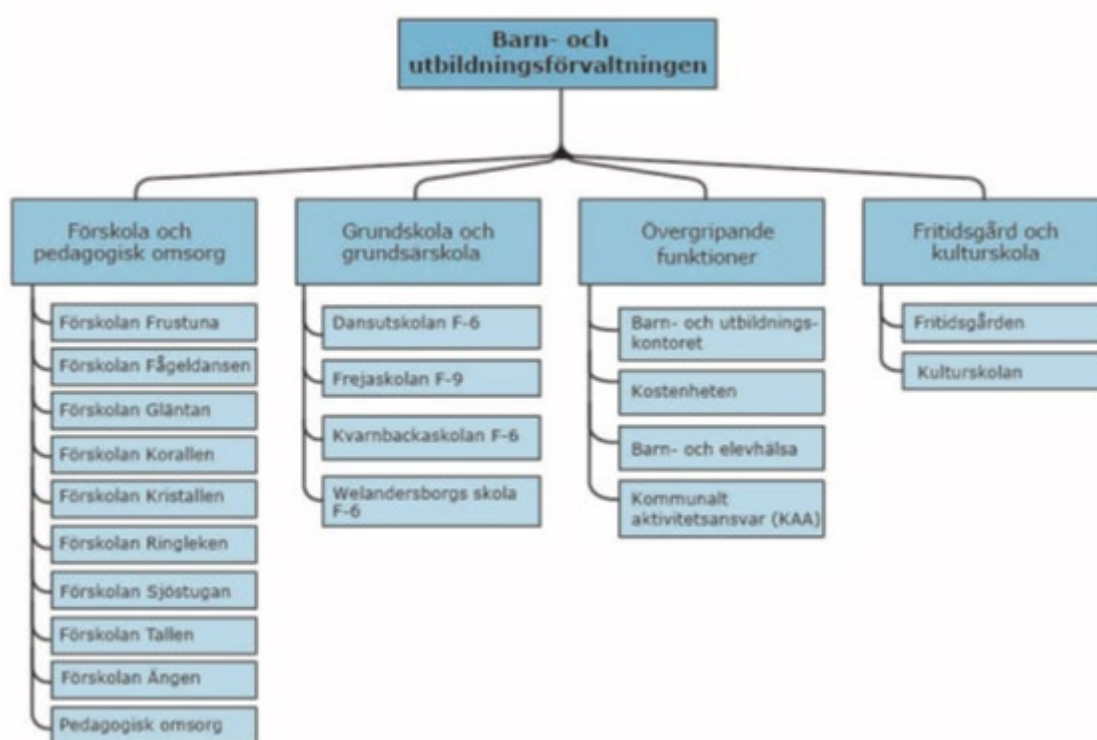 Barn- och
utbildningsförvaltningen
Förskola och
pedagogisk omsorg
Förskolan Frustuna
Förskolan Fågeldansen
Förskolan Gläntan
Förskolan Korallen
Förskolan Kristallen
Förskolan Ringleken
Förskolan Sjöstugan
Förskolan Tallen
Förskolan Ängen
Pedagogisk omsorg
Grundskola och
grundsärskola
Dansutskolan F-6
Frejaskolan F-9
Kvarnbackaskolan F-6
Welandersborgs skola
F-6
Övergripande
funktioner
Barn- och utbildnings-
kontoret
Kostenheten
Barn- och elevhälsa
Kommunalt
aktivitetsansvar (KAA)
Fritidsgård och
kulturskola
Fritidsgården
Kulturskolan